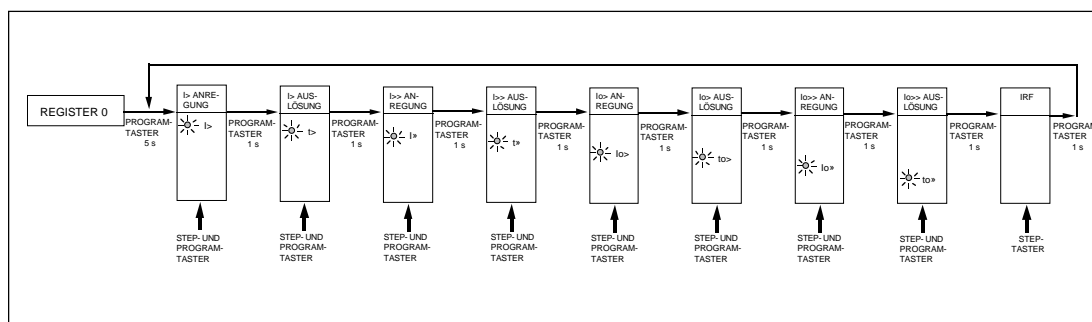 REGISTER 0
PROGRAM-
TASTER
5 s
I> ANRE-
GUNG
I>
STEP- UND
PROGRAM-
TASTER
PROGRAM-
TASTER
1 s
I> AUS-
LÖSUNG
t>
STEP- UND
PROGRAM-
TASTER
PROGRAM-
TASTER
1 s
I>> AN-
REGUNG
I»
STEP- UND
PROGRAM-
TASTER
PROGRAM-
TASTER
1 s
I>> AUS-
LÖSUNG
t»
STEP- UND
PROGRAM-
TASTER
PROGRAM-
TASTER
1 s
Io> AN-
REGUNG
Io>
STEP- UND
PROGRAM-
TASTER
PROGRAM-
TASTER
1 s
Io> AUS-
LÖSUNG
to>
STEP- UND
PROGRAM-
TASTER
PROGRAM-
TASTER
1 s
Io>> AN-
REGUNG
Io»
STEP- UND
PROGRAM-
TASTER
PROGRAM-
TASTER
1 s
Io>> AUS-
LÖSUNG
to»
STEP- UND
PROGRAM-
TASTER
PROGRAM-
TASTER
1 s
IRF
STEP-
TASTER
PROGRAM-
TASTER
1 s